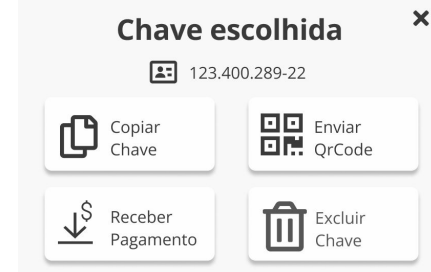 Chave escolhida
123.400.289-22
Copiar
Chave
Enviar
QrCode
$
Receber
Pagamento
Excluir
Chave